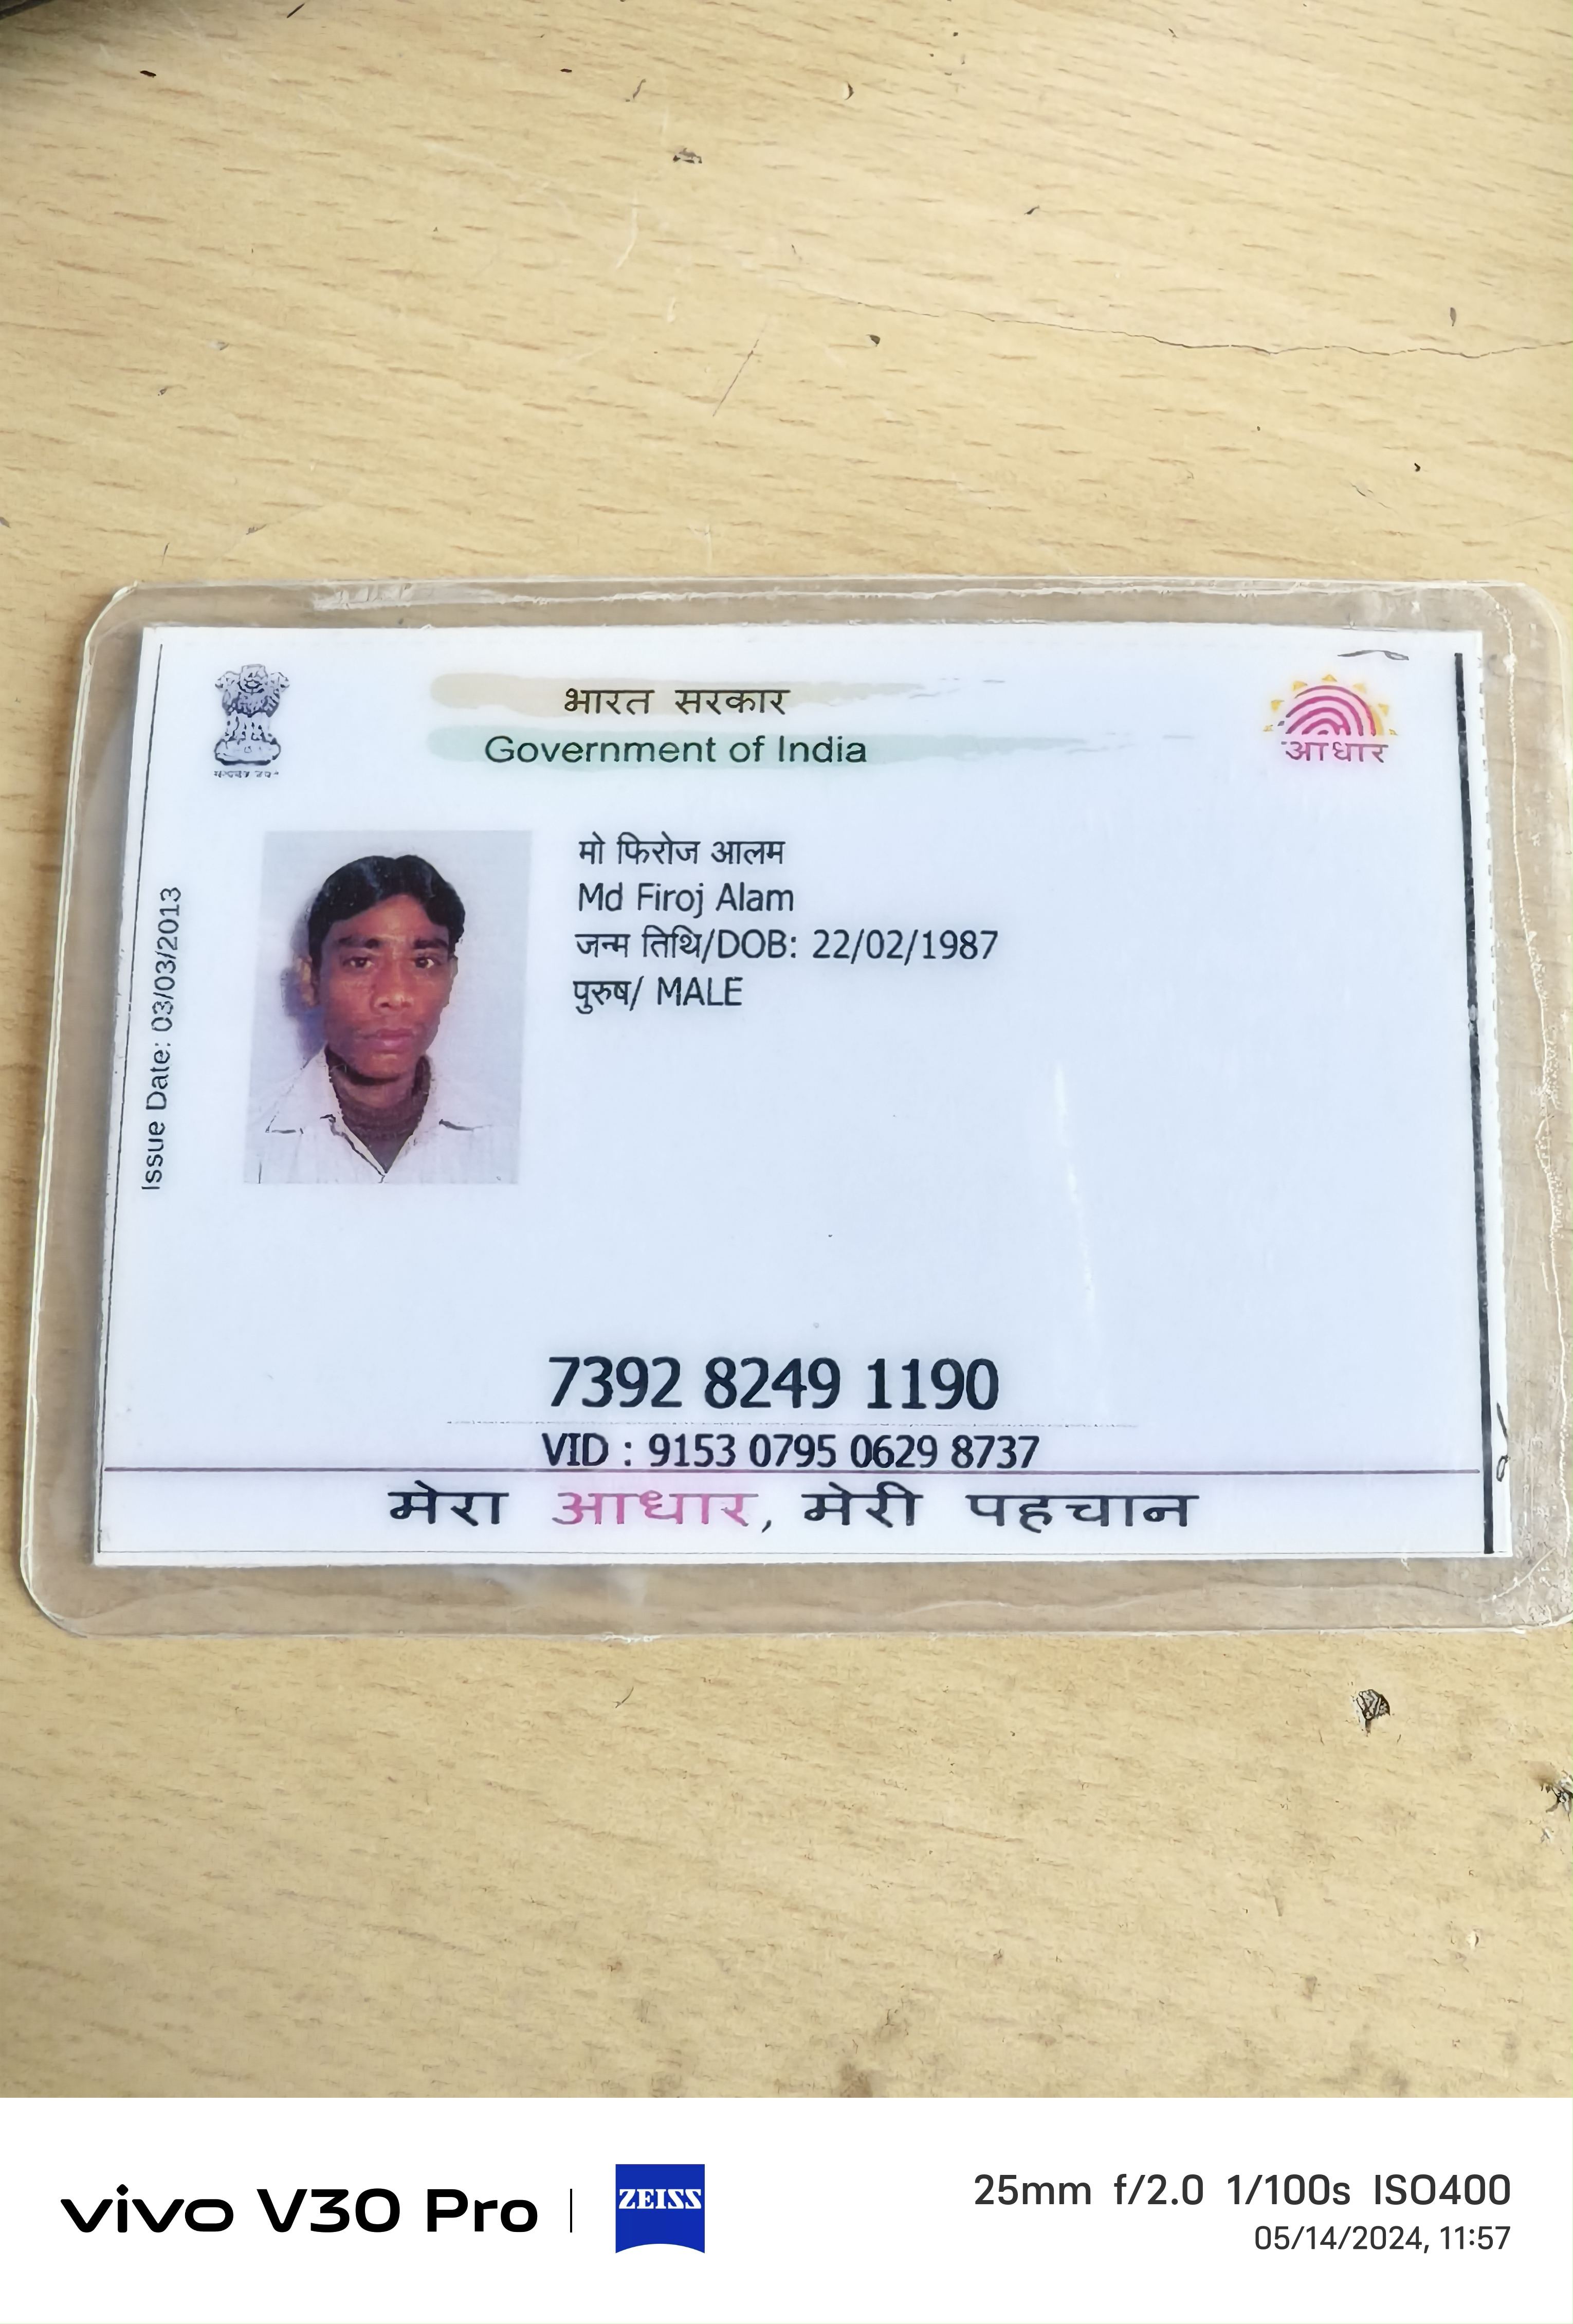 भारत सरकार
Government of India
आधार
Issue Date: 03/03/2013
मो फिरोज आलम
Md Firoj Alam
जन्म तिथि/DOB: 22/02/1987
पुरुष/ MALE
7392 8249 1190
VID : 9153 0795 0629 8737
मेरा आधार, मेरी पहचान
vivo V30 Pro
ZEISS
25mm f/2.0 1/100s ISO400
05/14/2024, 11:57